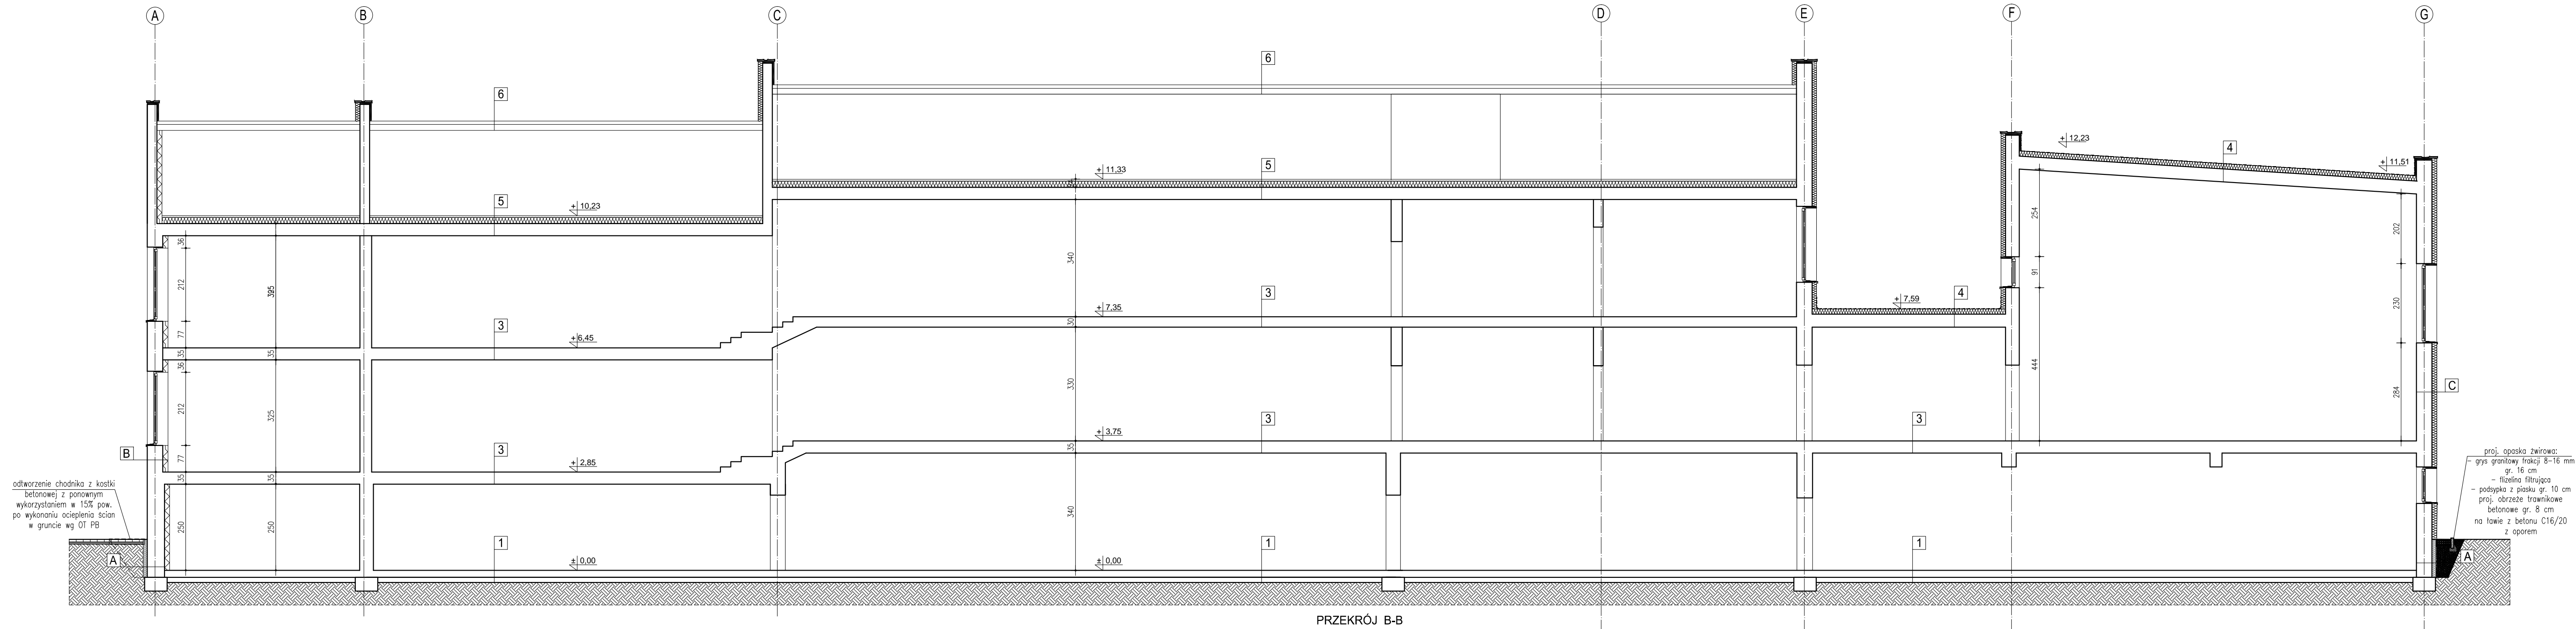 A
B
C
D
E
F
G
6
6
+ 12,23
4
+ 11,51
+ 11,33
5
5
+ 10,23
24
36
254
202
212
395
340
91
230
+ 7,35
3
+ 7,59
4
30
77
3
+6,45
35
35
36
444
330
284
C
212
325
3
3
+ 3,75
35
B
77
3
+ 2,85
35
35
odtworzenie chodnika z kostki
betonowej z ponownym
wykorzystaniem w 15% pow.
po wykonaniu ocieplenia ścian
w gruncie wg OT PB
proj. opaska żwirowa:
- grys granitowy frakcji 8-16 mm
gr. 16 cm
- flizelina filtrująca
- podsypka z piasku gr. 10 cm
proj. obrzeże trawnikowe
betonowe gr. 8 cm
na ławie z betonu C16/20
z oporem
250
250
340
1
1
1
A
± 0,00
± 0,00
A
PRZEKRÓJ B-B